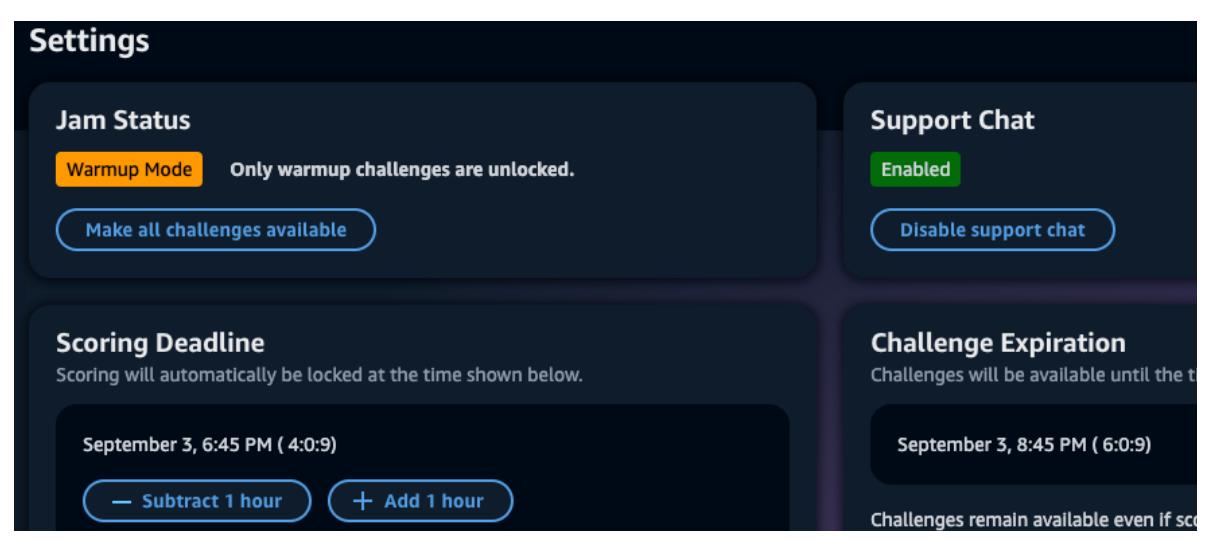 Settings
Jam Status
Warmup Mode Only warmup challenges are unlocked.
Make all challenges available
Support Chat
Enabled
Disable support chat
Scoring Deadline
Scoring will automatically be locked at the time shown below.
September 3, 6:45 PM ( 4:0:9)
— Subtract 1 hour + Add 1 hour
Challenge Expiration
Challenges will be available until the
September 3, 8:45 PM ( 6:0:9)
Challenges remain available even if